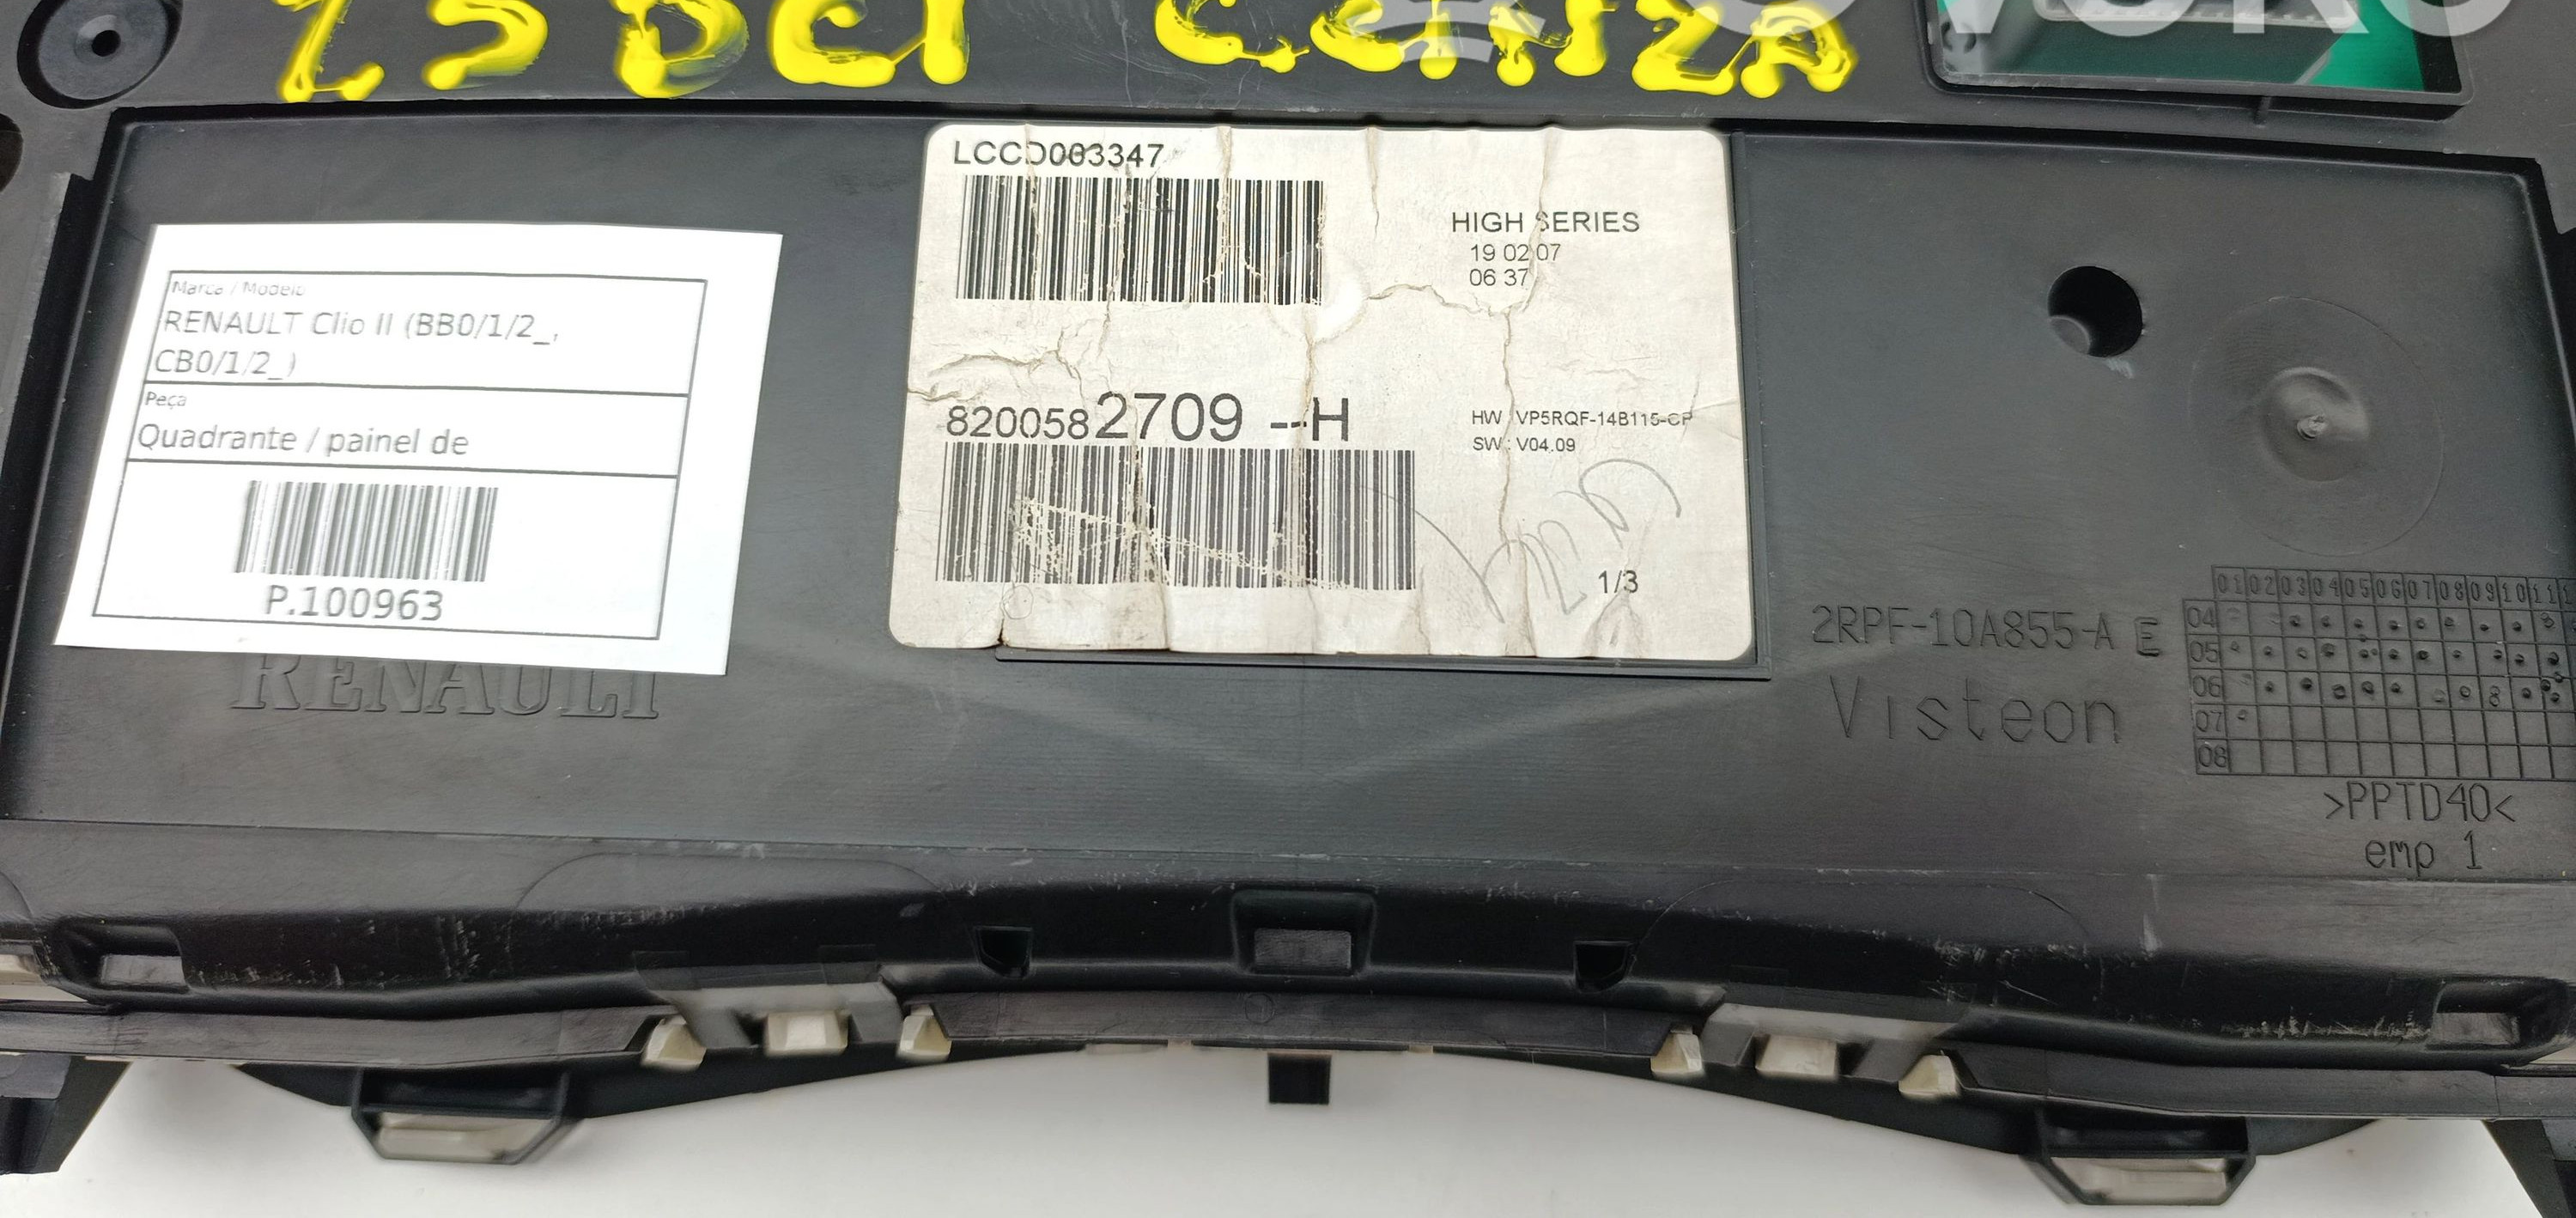 1.5 DCI C.CINZA
LCCD003347
HIGH SERIES
19 02 07
06 37
Marca / Modelo
RENAULT Clio II (BB0/1/2_,
CB0/1/2_)
Peça
Quadrante / painel de
P.100963
RENAULT
8200582709 --H
HW VP5RQF-14B115-CP
SW : V04.09
1/3
2RPF-10A855-A E
Visteon
01 02 03 04 05 06 07 08 09 10 11
04
05
06
07
08
>PPTD40<
emp 1